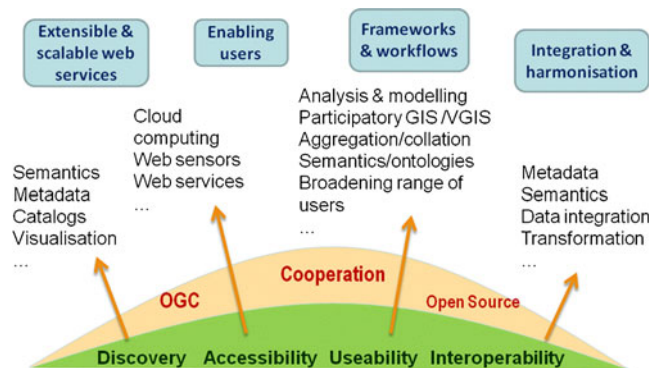 Extensible &
scalable web
services
Enabling
users
Frameworks
& workflows
Integration &
harmonisation
Semantics
Metadata
Catalogs
Visualisation
...
Cloud
computing
Web sensors
Web services
...
Analysis & modelling
Participatory GIS /VGIS
Aggregation/collation
Semantics/ontologies
Broadening range of
users
...
Metadata
Semantics
Data integration
Transformation
...
OGC
Cooperation
Open Source
Discovery Accessibility Useability Interoperability